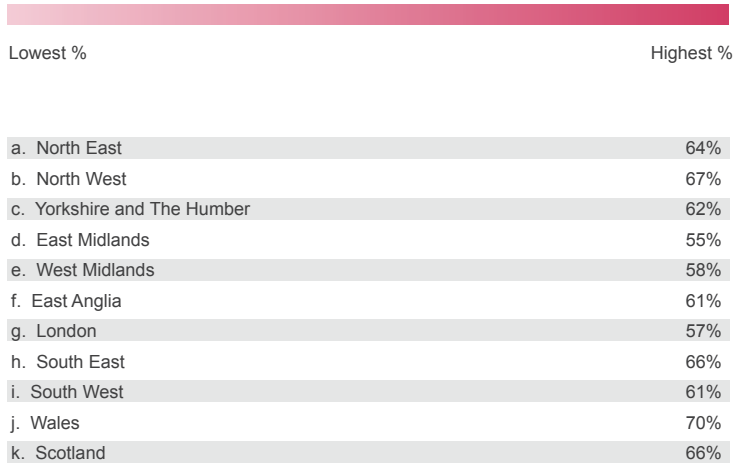 Lowest % Highest %
a. North East 64%
b. North West 67%
c. Yorkshire and The Humber 62%
d. East Midlands 55%
e. West Midlands 58%
f. East Anglia 61%
g. London 57%
h. South East 66%
i. South West 61%
j. Wales 70%
k. Scotland 66%